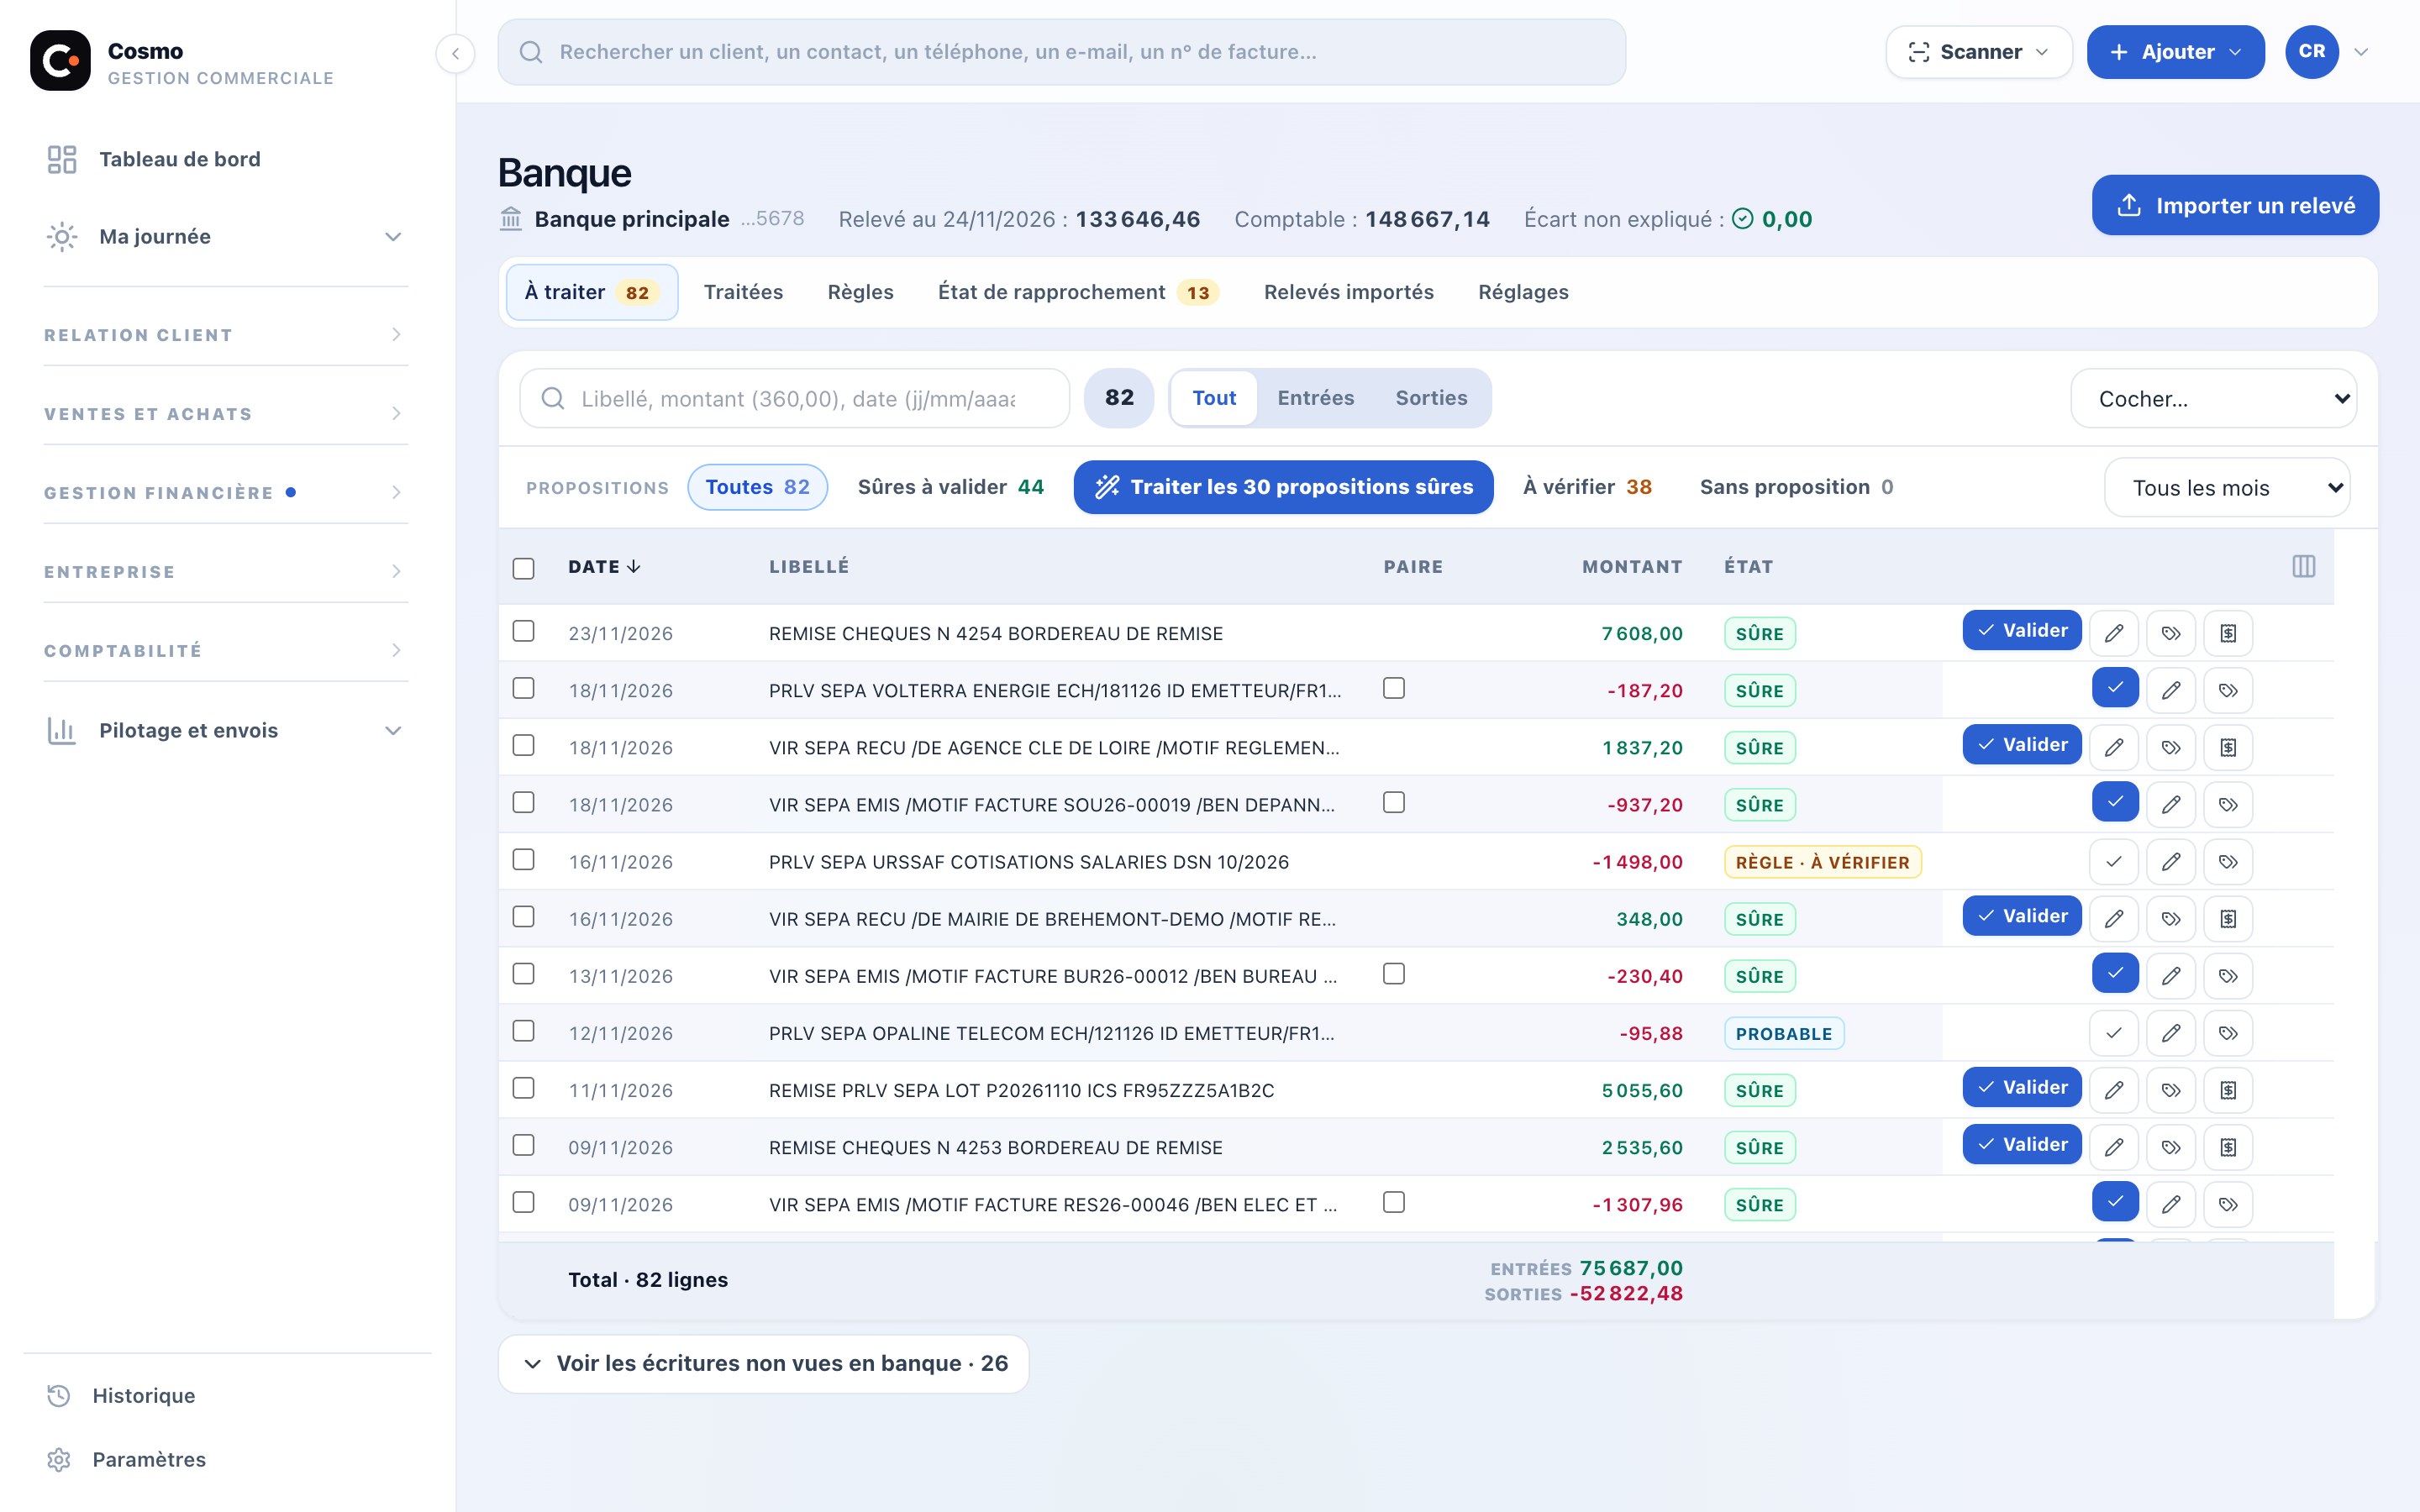 Cosmo
GESTION COMMERCIALE
Tableau de bord
Ma journée
RELATION CLIENT
VENTES ET ACHATS
GESTION FINANCIÈRE
ENTREPRISE
COMPTABILITÉ
Pilotage et envois
Historique
Paramètres
Rechercher un client, un contact, un téléphone, un e-mail, un n° de facture...
Scanner
Ajouter
CR
Banque
Banque principale ...5678 Relevé au 24/11/2026 : 133 646,46 Comptable : 148 667,14 Écart non expliqué : 0,00
Importer un relevé
À traiter 82 Traitées Règles État de rapprochement 13 Relevés importés Réglages
Libellé, montant (360,00), date (jj/mm/aaaa
82 Tout Entrées Sorties Cocher...
PROPOSITIONS Toutes 82 Sûres à valider 44 Traiter les 30 propositions sûres À vérifier 38 Sans proposition 0 Tous les mois
DATE LIBELLÉ PAIRE MONTANT ÉTAT
23/11/2026 REMISE CHEQUES N 4254 BORDEREAU DE REMISE 7 608,00 SÛRE Valider
18/11/2026 PRLV SEPA VOLTERRA ENERGIE ECH/181126 ID EMETTEUR/FR1... -187,20 SÛRE
18/11/2026 VIR SEPA RECU /DE AGENCE CLE DE LOIRE /MOTIF REGLEMEN... 1 837,20 SÛRE Valider
18/11/2026 VIR SEPA EMIS /MOTIF FACTURE SOU26-00019 /BEN DEPANN... -937,20 SÛRE
16/11/2026 PRLV SEPA URSSAF COTISATIONS SALARIES DSN 10/2026 -1 498,00 RÈGLE · À VÉRIFIER
16/11/2026 VIR SEPA RECU /DE MAIRIE DE BREHEMONT-DEMO /MOTIF RE... 348,00 SÛRE Valider
13/11/2026 VIR SEPA EMIS /MOTIF FACTURE BUR26-00012 /BEN BUREAU ... -230,40 SÛRE
12/11/2026 PRLV SEPA OPALINE TELECOM ECH/121126 ID EMETTEUR/FR1... -95,88 PROBABLE
11/11/2026 REMISE PRLV SEPA LOT P20261110 ICS FR95ZZZ5A1B2C 5 055,60 SÛRE Valider
09/11/2026 REMISE CHEQUES N 4253 BORDEREAU DE REMISE 2 535,60 SÛRE Valider
09/11/2026 VIR SEPA EMIS /MOTIF FACTURE RES26-00046 /BEN ELEC ET ... -1 307,96 SÛRE
Total · 82 lignes
ENTRÉES 75 687,00
SORTIES -52 822,48
Voir les écritures non vues en banque · 26